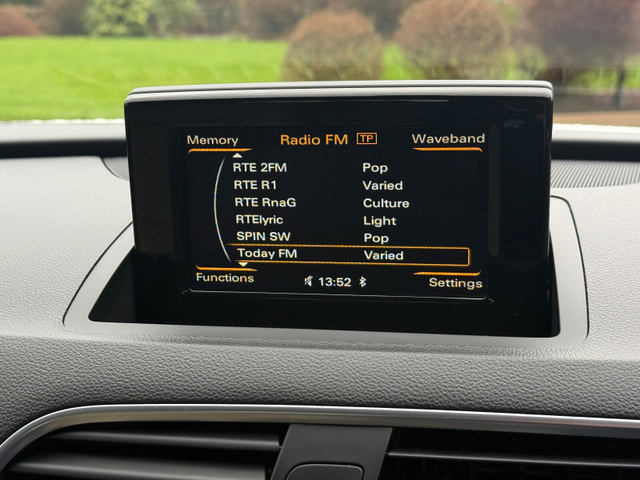 Memory Radio FM TP Waveband
RTE 2FM Pop
RTE R1 Varied
RTE RnaG Culture
RTElyric Light
SPIN SW Pop
Today FM Varied
Functions 13:52 Settings